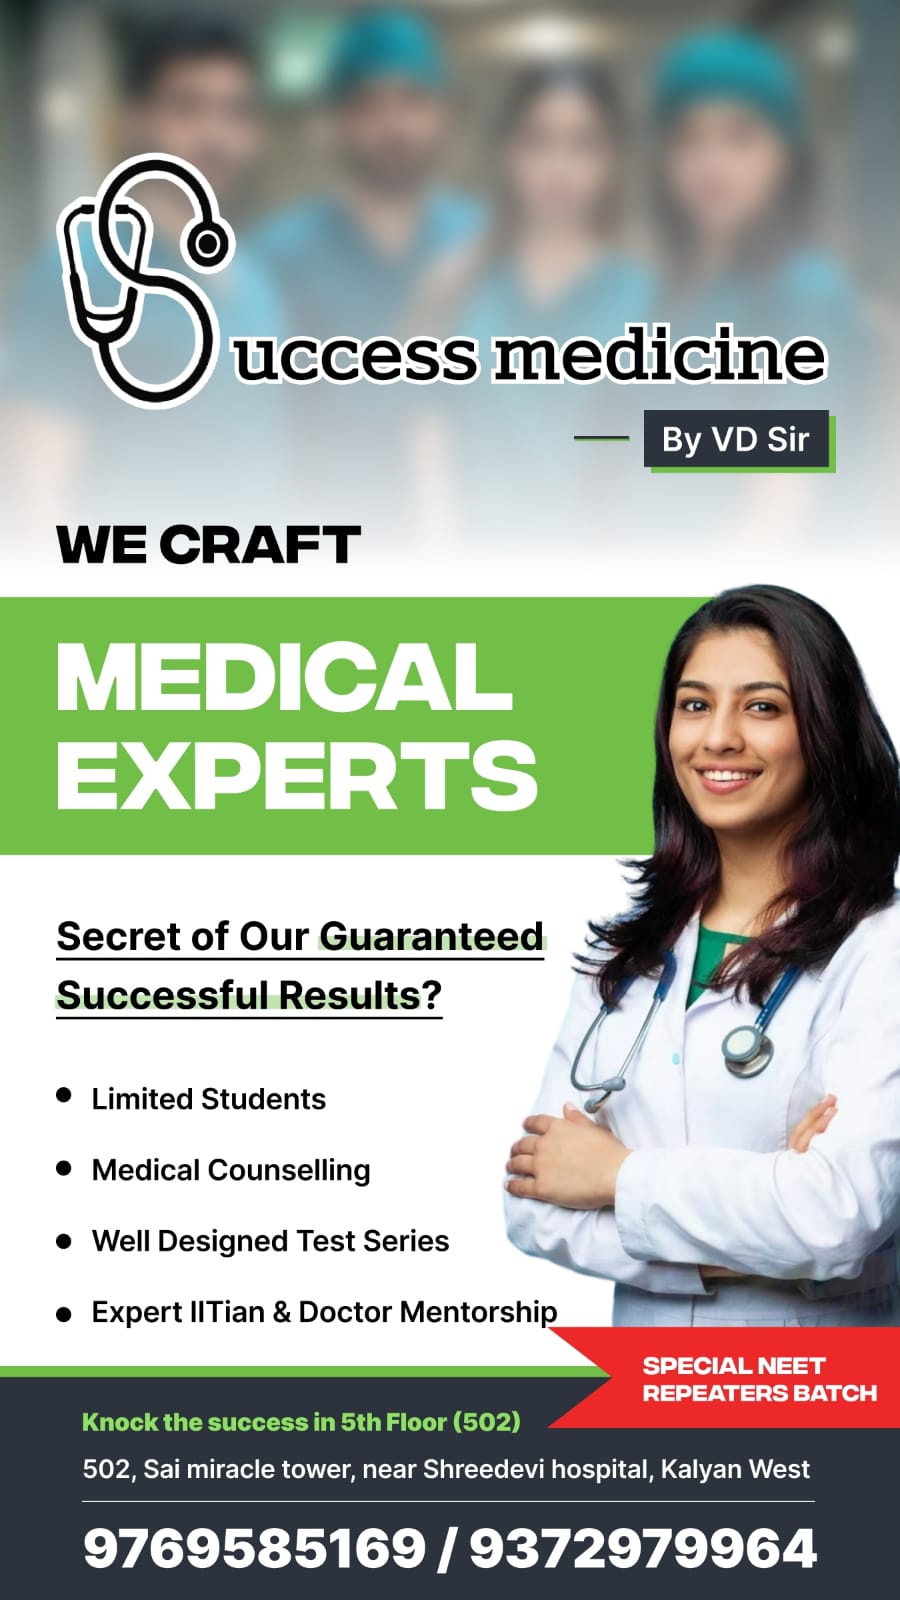 Success medicine
By VD Sir
WE CRAFT
MEDICAL
EXPERTS
Secret of Our Guaranteed
Successful Results?
Limited Students
Medical Counselling
Well Designed Test Series
Expert IITian & Doctor Mentorship
SPECIAL NEET
REPEATERS BATCH
Knock the success in 5th Floor (502)
502, Sai miracle tower, near Shreedevi hospital, Kalyan West
9769585169 / 9372979964